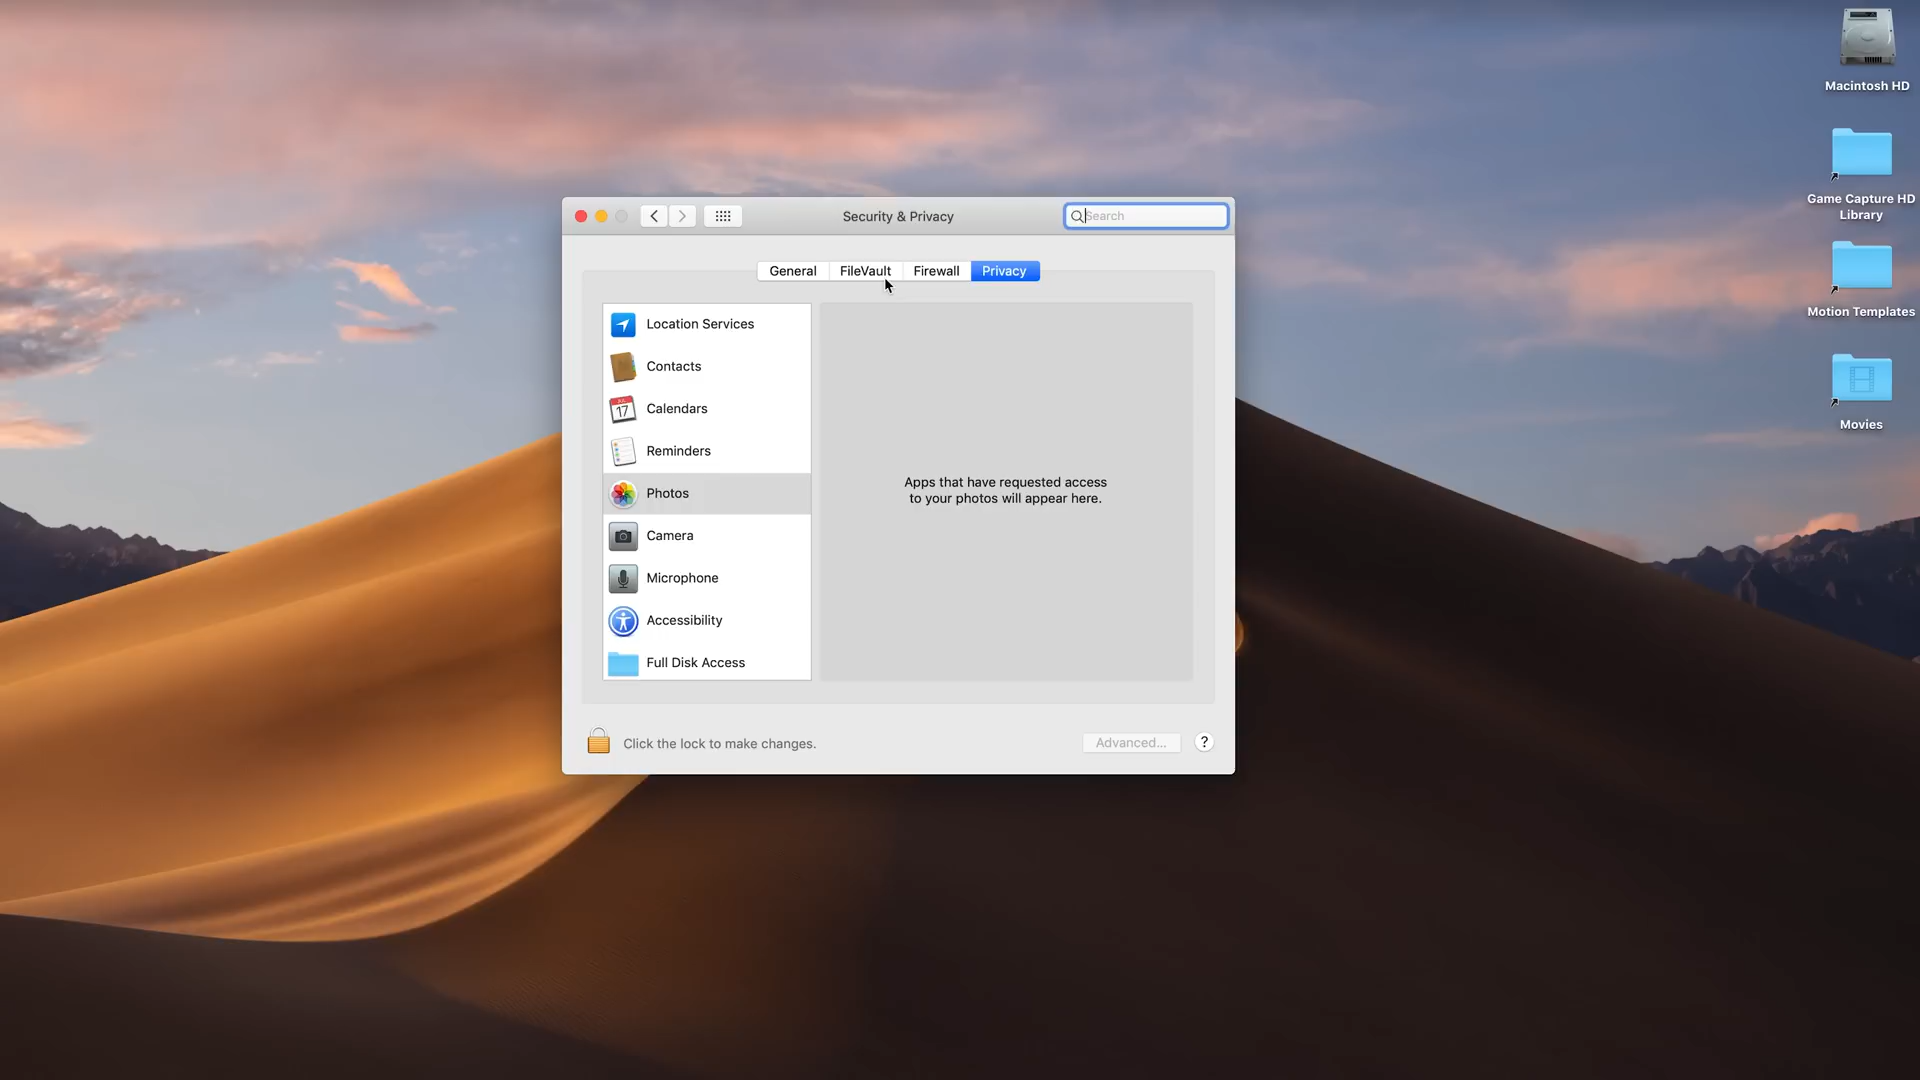 Macintosh HD
Game Capture HD
Library
Motion Templates
Movies
Security & Privacy
Search
General
FileVault
Firewall
Privacy
Location Services
Contacts
JUL
17
Calendars
Reminders
Photos
Camera
Microphone
Accessibility
Full Disk Access
Apps that have requested access
to your photos will appear here.
Click the lock to make changes.
Advanced...
?